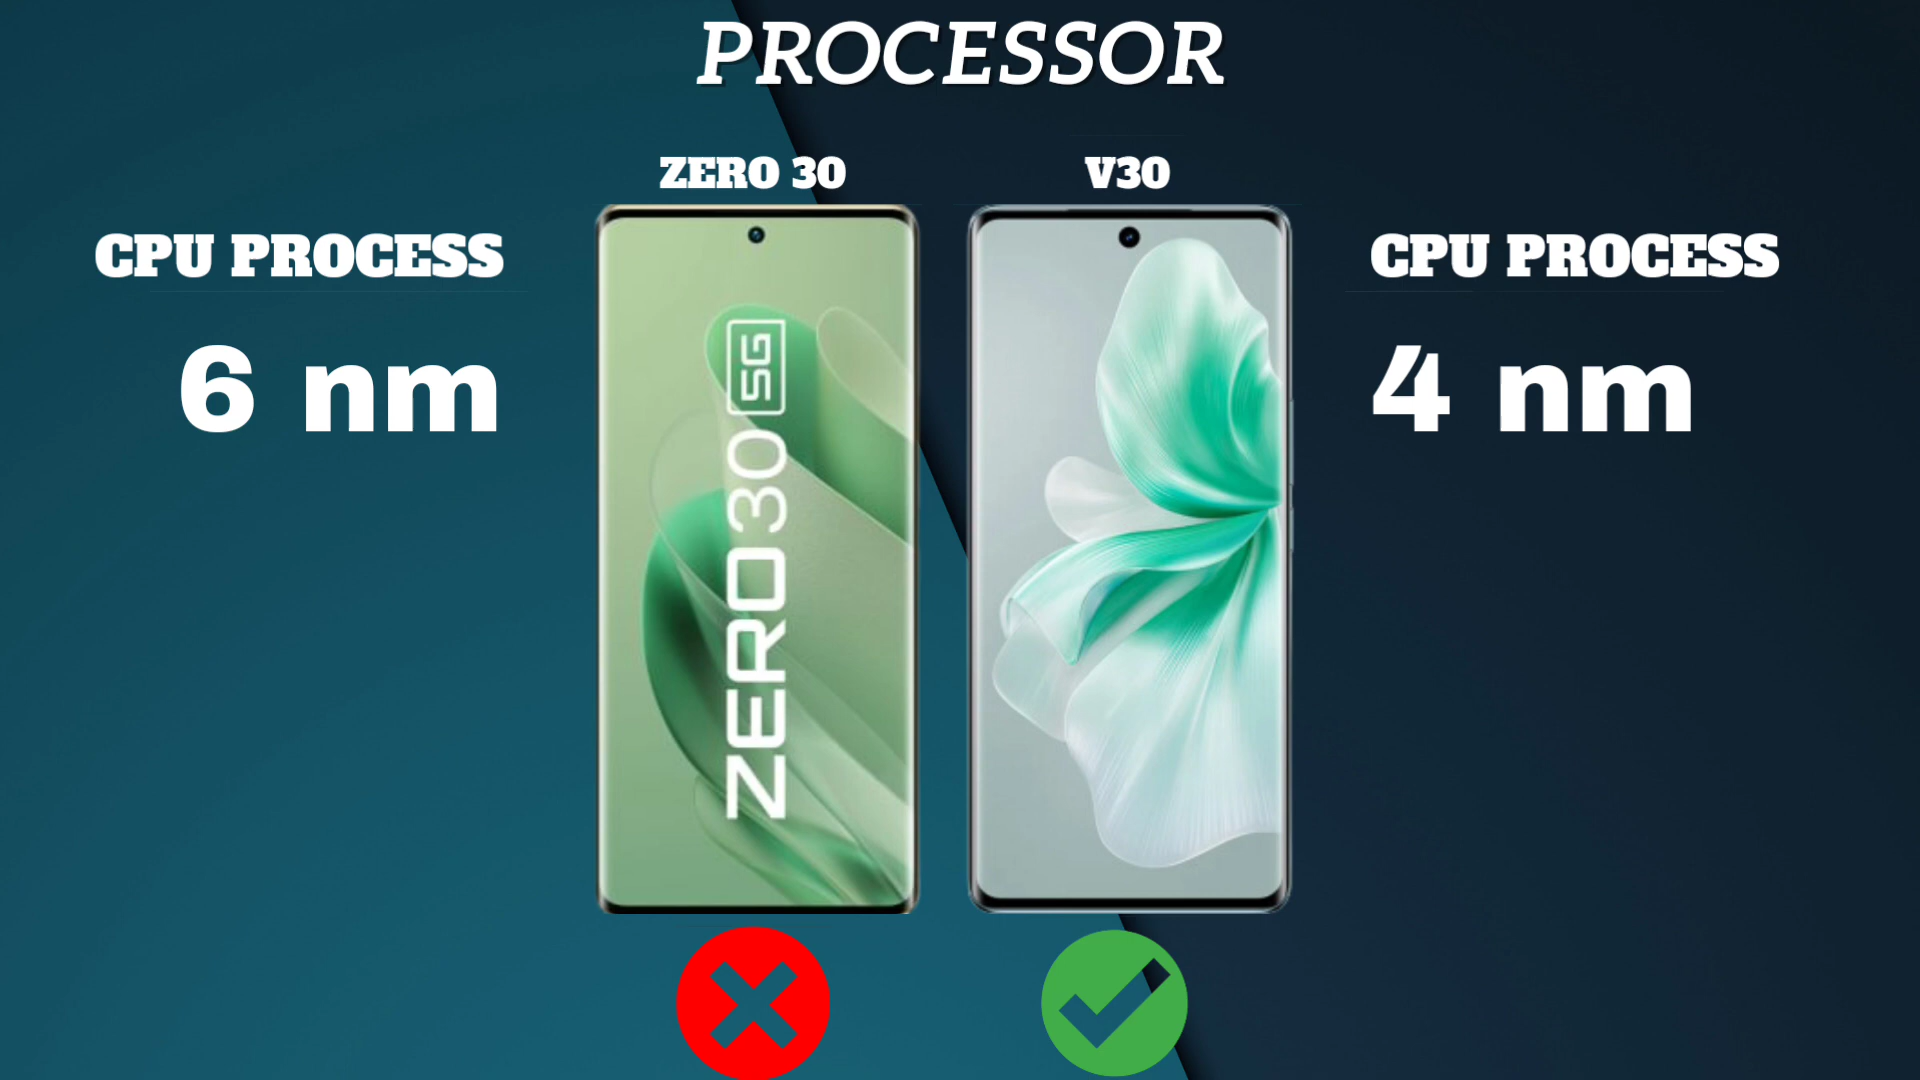 PROCESSOR
ZERO 30
V30
CPU PROCESS
6 nm
ZERO 30 5G
CPU PROCESS
4 nm